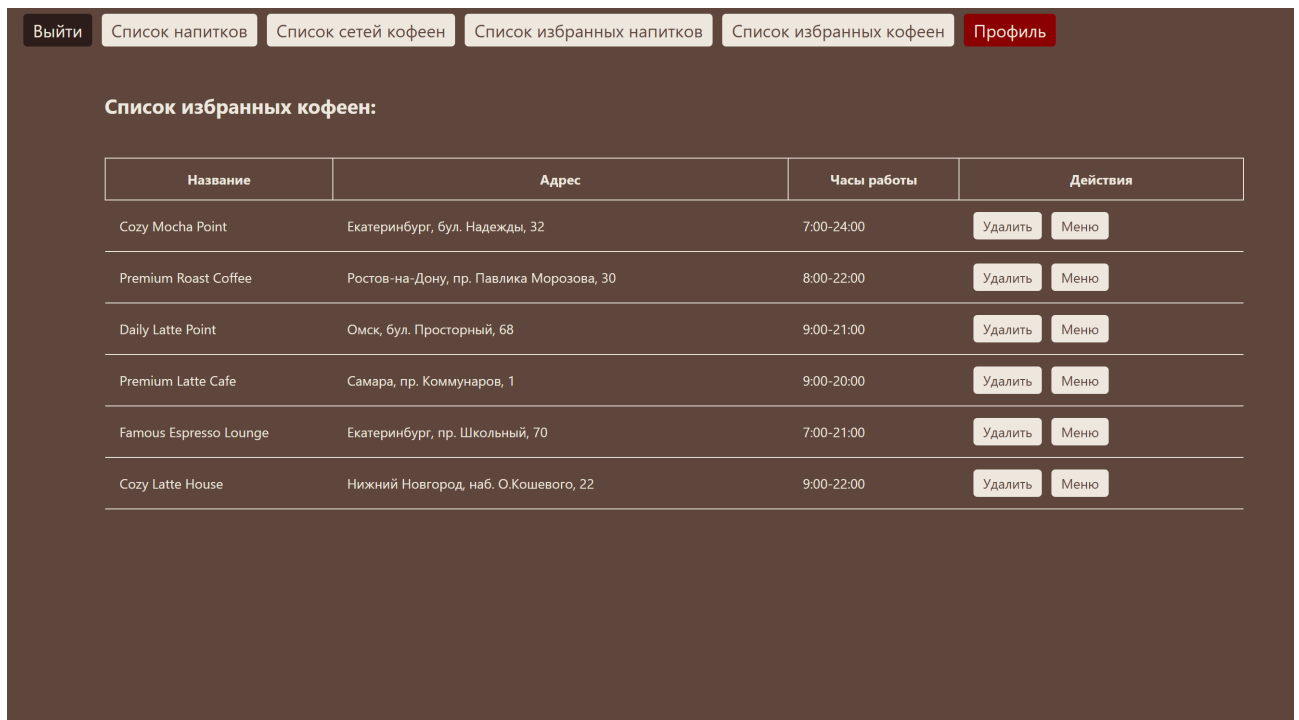 Выйти Список напитков Список сетей кофеен Список избранных напитков Список избранных кофеен Профиль
Список избранных кофеен:
Название Адрес Часы работы Действия
Cozy Mocha Point Екатеринбург, бул. Надежды, 32 7:00-24:00 Удалить Меню
Premium Roast Coffee Ростов-на-Дону, пр. Павлика Морозова, 30 8:00-22:00 Удалить Меню
Daily Latte Point Омск, бул. Просторный, 68 9:00-21:00 Удалить Меню
Premium Latte Cafe Самара, пр. Коммунаров, 1 9:00-20:00 Удалить Меню
Famous Espresso Lounge Екатеринбург, пр. Школьный, 70 7:00-21:00 Удалить Меню
Cozy Latte House Нижний Новгород, наб. О.Кошевого, 22 9:00-22:00 Удалить Меню